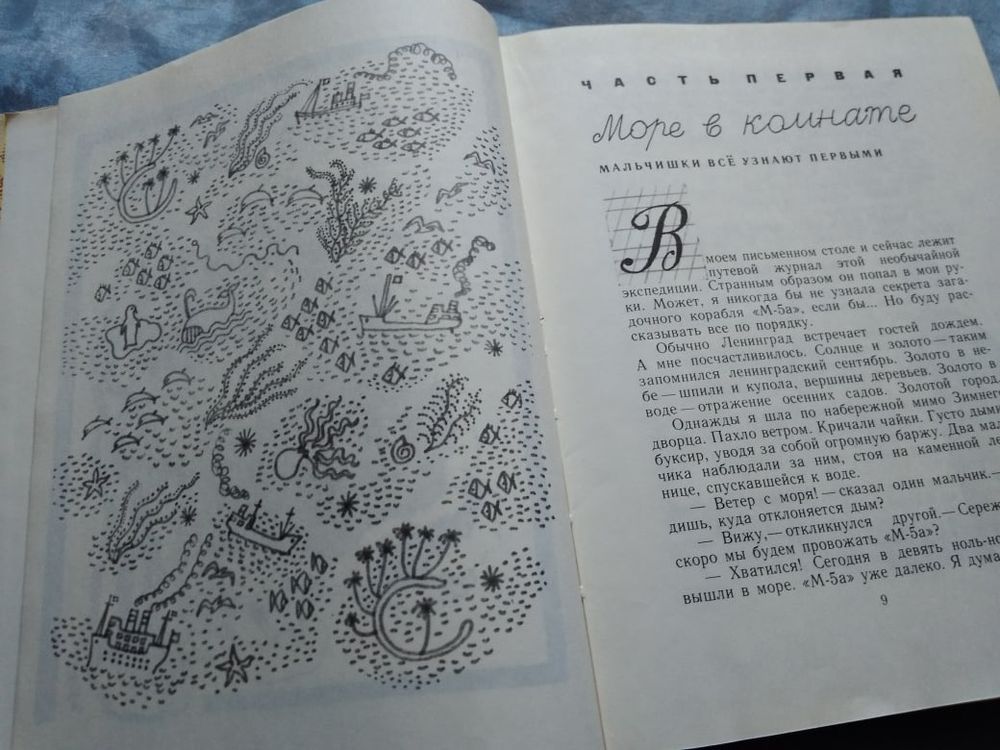 ЧАСТЬ ПЕРВАЯ
Море в комнате
МАЛЬЧИШКИ ВСЁ УЗНАЮТ ПЕРВЫМИ
В моем письменном столе и сейчас лежит
путевой журнал этой необычайной
экспедиции. Странным образом он попал в мои ру-
ки. Может, я никогда бы не узнала секрета зага-
дочного корабля «М-5а», если бы... Но буду рас-
сказывать все по порядку.
Обычно Ленинград встречает гостей дождем.
А мне посчастливилось. Солнце и золото — таким
запомнился ленинградский сентябрь. Золото в не-
бе — шпили и купола, вершины деревьев. Золото в
воде — отражение осенних садов. Золотой город.
Однажды я шла по набережной мимо Зимнего
дворца. Пахло ветром. Кричали чайки. Густо дымил
буксир, уводя за собой огромную баржу. Два маль-
чика наблюдали за ним, стоя на каменной лест-
нице, спускавшейся к воде.
— Ветер с моря! — сказал один мальчик. —
дишь, куда отклоняется дым?
— Вижу, — откликнулся другой. — Сереж
скоро мы будем провожать «М-5а»?
— Хватился! Сегодня в девять ноль-но
вышли в море. «М-5а» уже далеко. Я дума
9